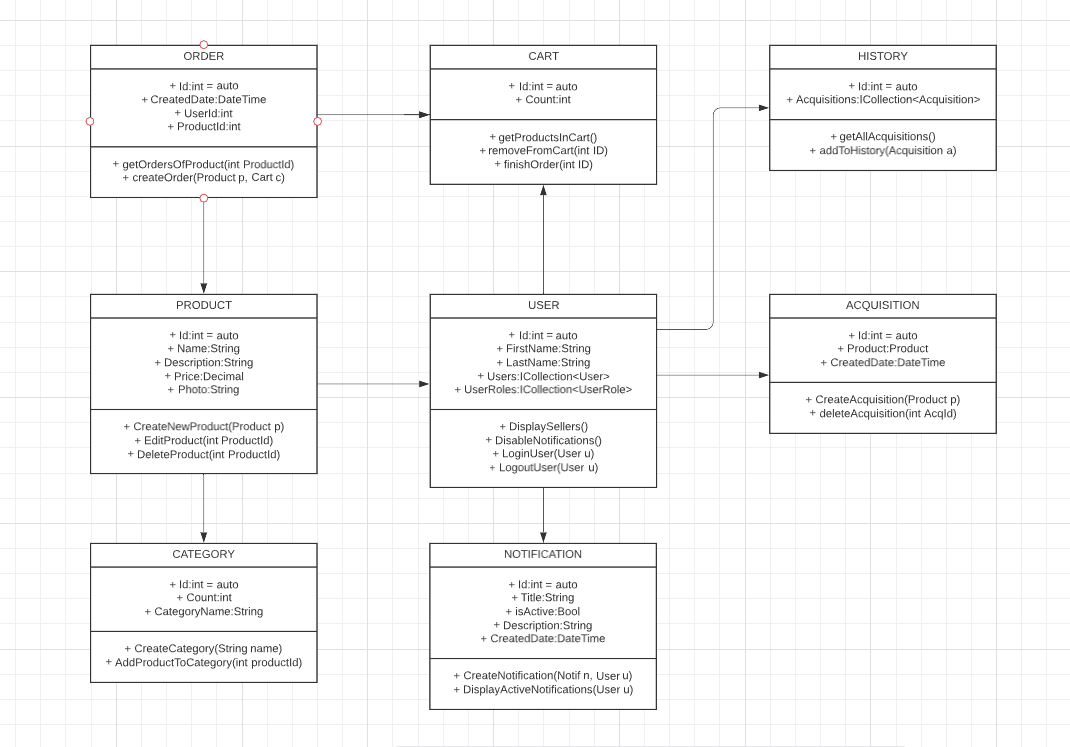 ORDER
+ Id:int = auto
+ CreatedDate:DateTime
+ UserId:int
+ ProductId:int
+ getOrdersOfProduct(int ProductId)
+ createOrder(Product p, Cart c)
CART
+ Id:int = auto
+ Count:int
+ getProductsInCart()
+ removeFromCart(int ID)
+ finishOrder(int ID)
HISTORY
+ Id:int = auto
+ Acquisitions:ICollection<Acquisition>
+ getAllAcquisitions()
+ addToHistory(Acquisition a)
PRODUCT
+ Id:int = auto
+ Name:String
+ Description:String
+ Price:Decimal
+ Photo:String
+ CreateNewProduct(Product p)
+ EditProduct(int ProductId)
+ DeleteProduct(int ProductId)
USER
+ Id:int = auto
+ FirstName:String
+ LastName:String
+ Users:ICollection<User>
+ UserRoles:ICollection<UserRole>
+ DisplaySellers()
+ DisableNotifications()
+ LoginUser(User u)
+ LogoutUser(User u)
ACQUISITION
+ Id:int = auto
+ Product:Product
+ CreatedDate:DateTime
+ CreateAcquisition(Product p)
+ deleteAcquisition(int AcqId)
CATEGORY
+ Id:int = auto
+ Count:int
+ CategoryName:String
+ CreateCategory(String name)
+ AddProductToCategory(int productId)
NOTIFICATION
+ Id:int = auto
+ Title:String
+ isActive:Bool
+ Description:String
+ CreatedDate:DateTime
+ CreateNotification(Notif n, User u)
+ DisplayActiveNotifications(User u)